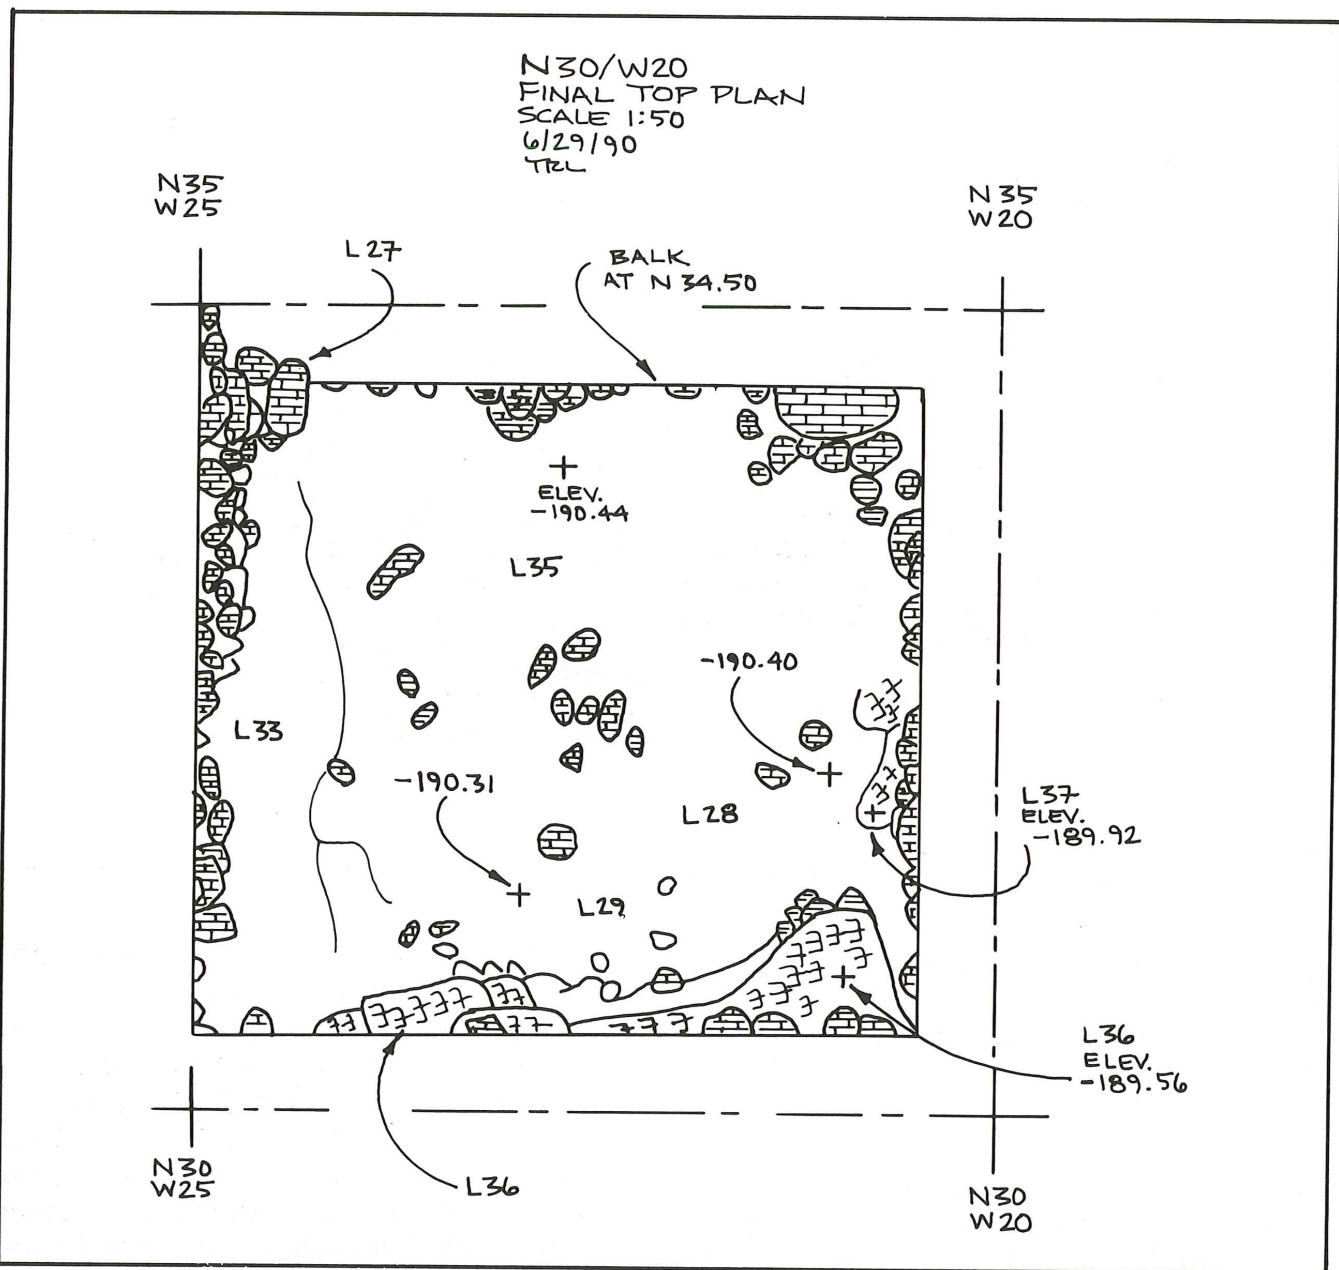 N30/W20
FINAL TOP PLAN
SCALE 1:50
6/29/90
TRL
N35
W25
N35
W20
L27
BALK
AT N 34.50
ELEV.
-190.44
L35
-190.40
L33
-190.31
L28
L37
ELEV.
-189.92
L29
L36
ELEV.
-189.56
N30
W25
L36
N30
W20